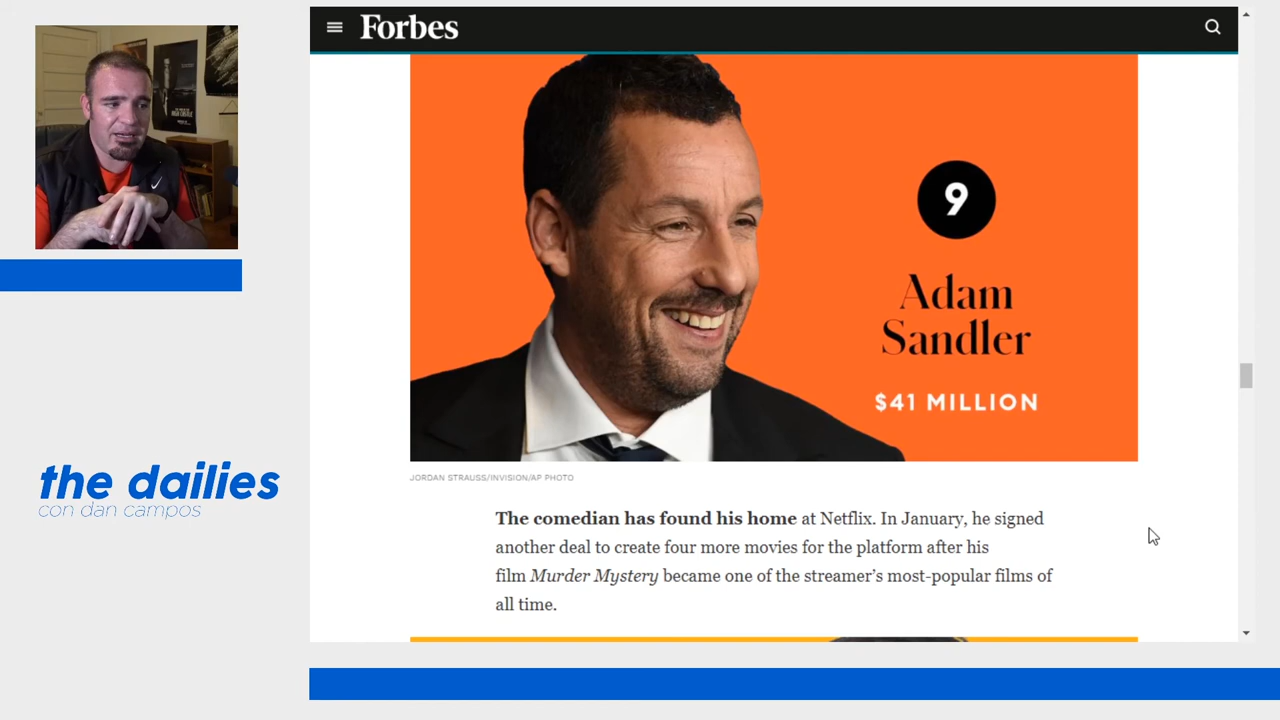 Forbes
9
Adam
Sandler
$41 MILLION
JORDAN STRAUSS/INVISION/AP PHOTO
The comedian has found his home at Netflix. In January, he signed
another deal to create four more movies for the platform after his
film Murder Mystery became one of the streamer’s most-popular films of
all time.
the dailies
con dan campos